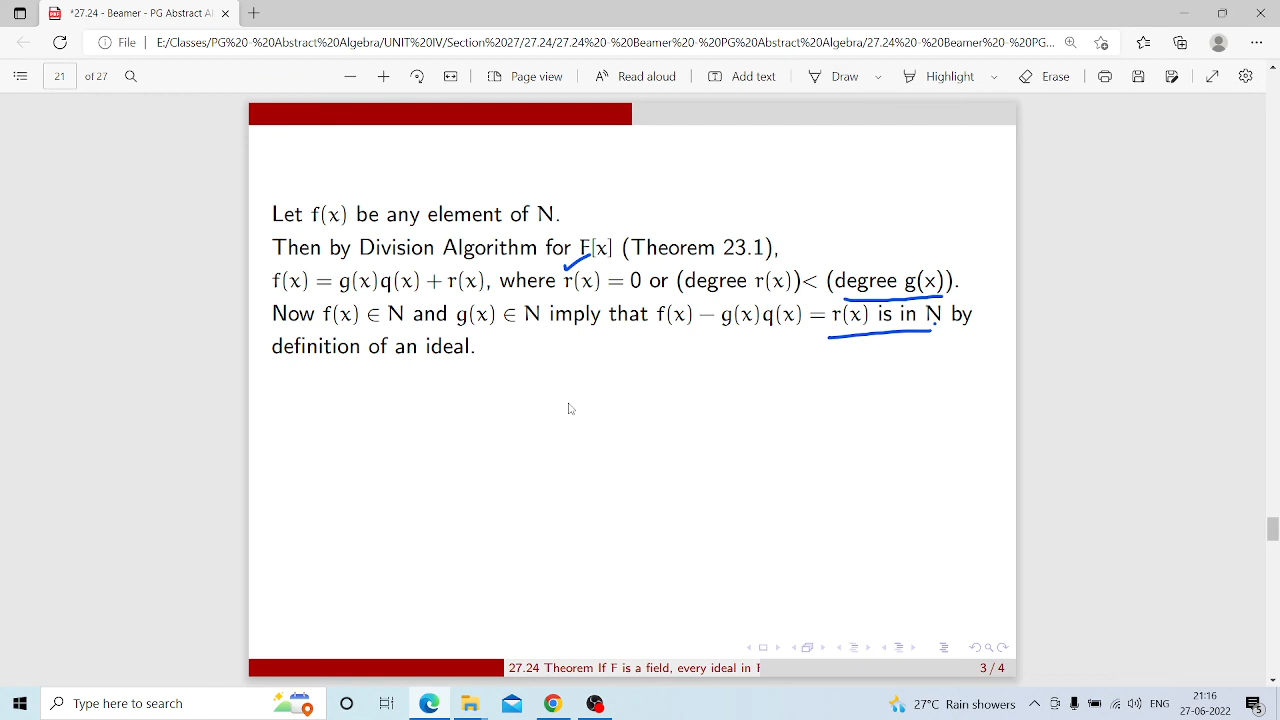 *27.24 - Beamer - PG Abstract Al
File
E:/Classes/PG%20-%20Abstract%20Algebra/UNIT%20IV/Section%2027/27.24/27.24%20-%20Beamer%20-%20PG%20Abstract%20Algebra/27.24%20-%20Beamer%20-%20PG...
21 of 27
Page view
Read aloud
Add text
Draw
Highlight
Erase
Let f(x) be any element of N.
Then by Division Algorithm for F[x] (Theorem 23.1),
f(x) = g(x)q(x) + r(x), where r(x) = 0 or (degree r(x))< (degree g(x)).
Now f(x) ∈ N and g(x) ∈ N imply that f(x) − g(x)q(x) = r(x) is in N by
definition of an ideal.
27.24 Theorem If F is a field, every ideal in
3 / 4
Type here to search
27°C Rain showers
ENG
21:16
27-06-2022
5